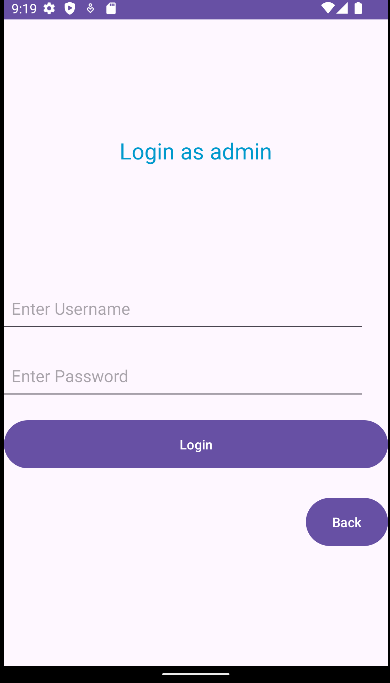 9:19
Login as admin
Enter Username
Enter Password
Login
Back